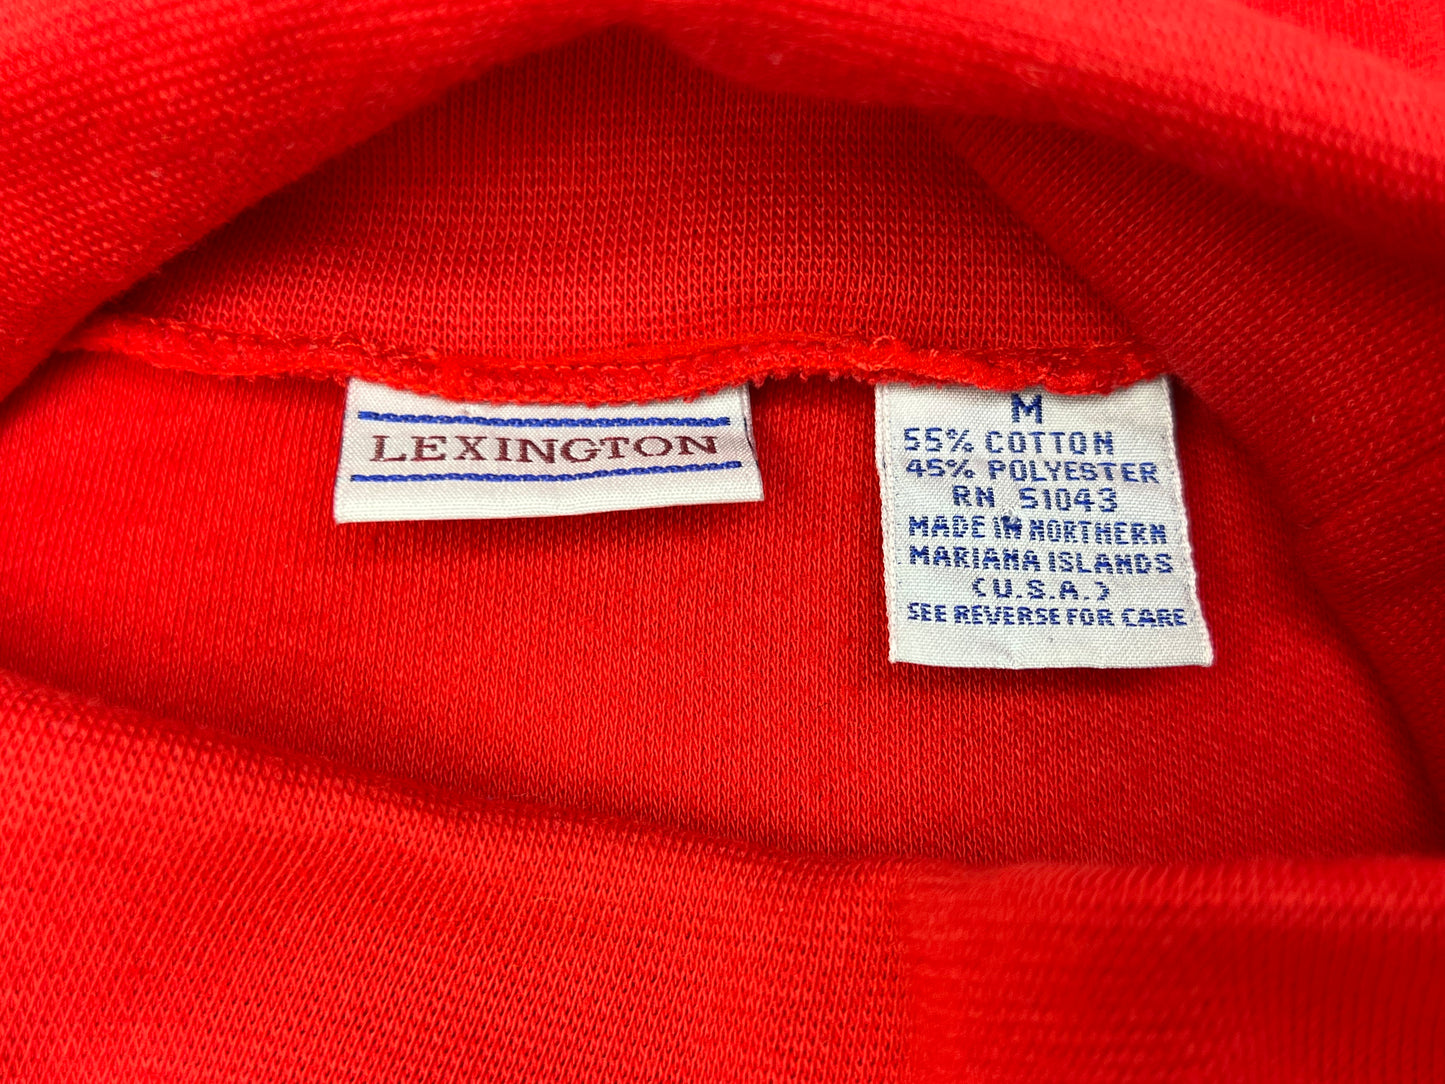 LEXINGTON
M
55% COTTON
45% POLYESTER
RN 51043
MADE IN NORTHERN
MARIANA ISLANDS
(U.S.A.)
SEE REVERSE FOR CARE